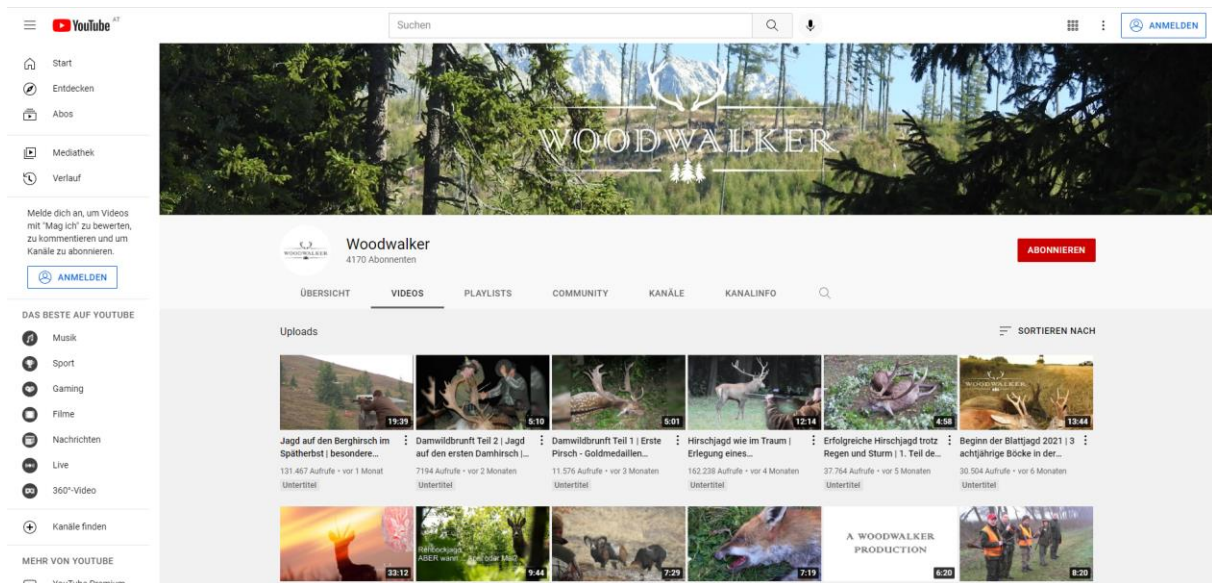 YouTube AT
Suchen
ANMELDEN
Start
Entdecken
Abos
Mediathek
Verlauf
Melde dich an, um Videos
mit "Mag ich" zu bewerten,
zu kommentieren und um
Kanäle zu abonnieren.
ANMELDEN
DAS BESTE AUF YOUTUBE
Musik
Sport
Gaming
Filme
Nachrichten
Live
360°-Video
Kanäle finden
MEHR VON YOUTUBE
YouTube Premium
WOODWALKER
WOODWALKER
Woodwalker
4170 Abonnenten
ABONNIEREN
ÜBERSICHT VIDEOS PLAYLISTS COMMUNITY KANÄLE KANALINFO
Uploads
SORTIEREN NACH
19:39
Jagd auf den Berghirsch im
Spätherbst | besondere...
131.467 Aufrufe • vor 1 Monat
Untertitel
5:10
Damwildbrunft Teil 2 | Jagd
auf den ersten Damhirsch |...
7194 Aufrufe • vor 2 Monaten
Untertitel
5:01
Damwildbrunft Teil 1 | Erste
Pirsch - Goldmedaillen...
11.576 Aufrufe • vor 3 Monaten
Untertitel
12:14
Hirschjagd wie im Traum |
Erlegung eines...
162.238 Aufrufe • vor 4 Monaten
Untertitel
4:58
Erfolgreiche Hirschjagd trotz
Regen und Sturm | 1. Teil de...
37.764 Aufrufe • vor 5 Monaten
Untertitel
WOODWALKER
13:44
Beginn der Blattjagd 2021 | 3
achtjährige Böcke in der...
30.504 Aufrufe • vor 6 Monaten
Untertitel
33:12
Rehbockjagd
ABER wann... April oder Mai?
9:44
7:29
7:19
A WOODWALKER
PRODUCTION
6:20
8:20